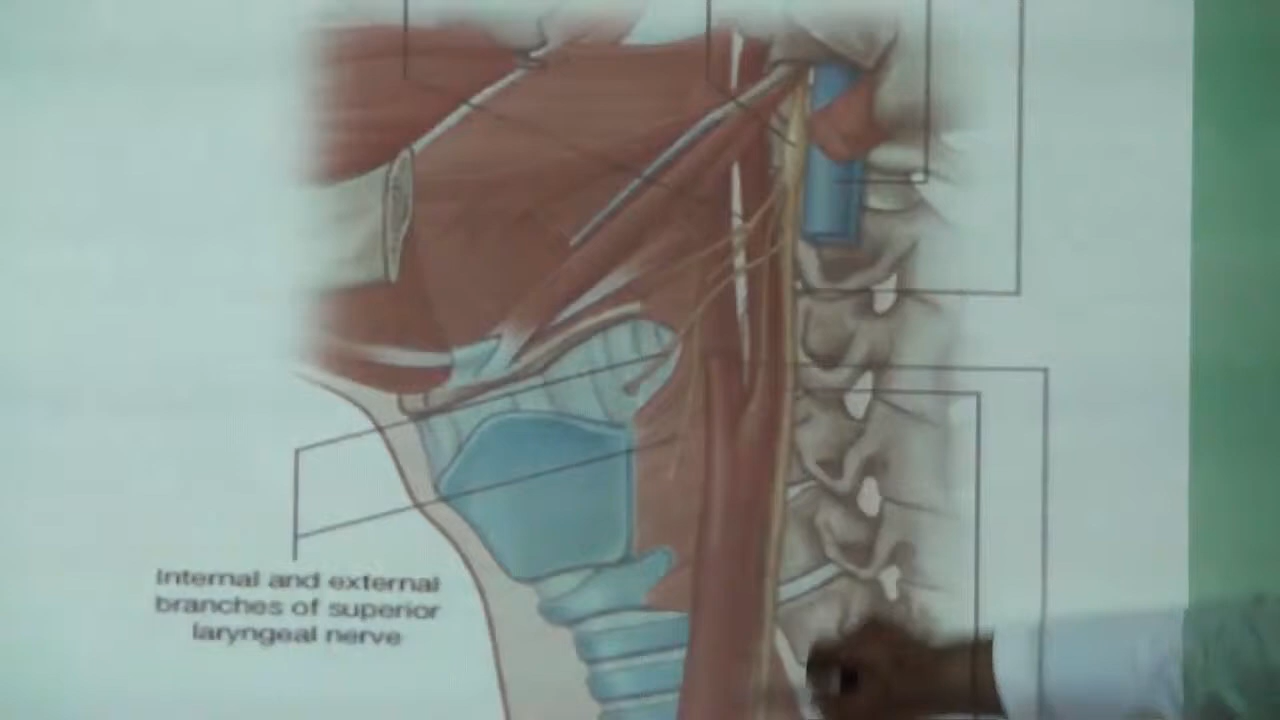 Internal and external
branches of superior
laryngeal nerve